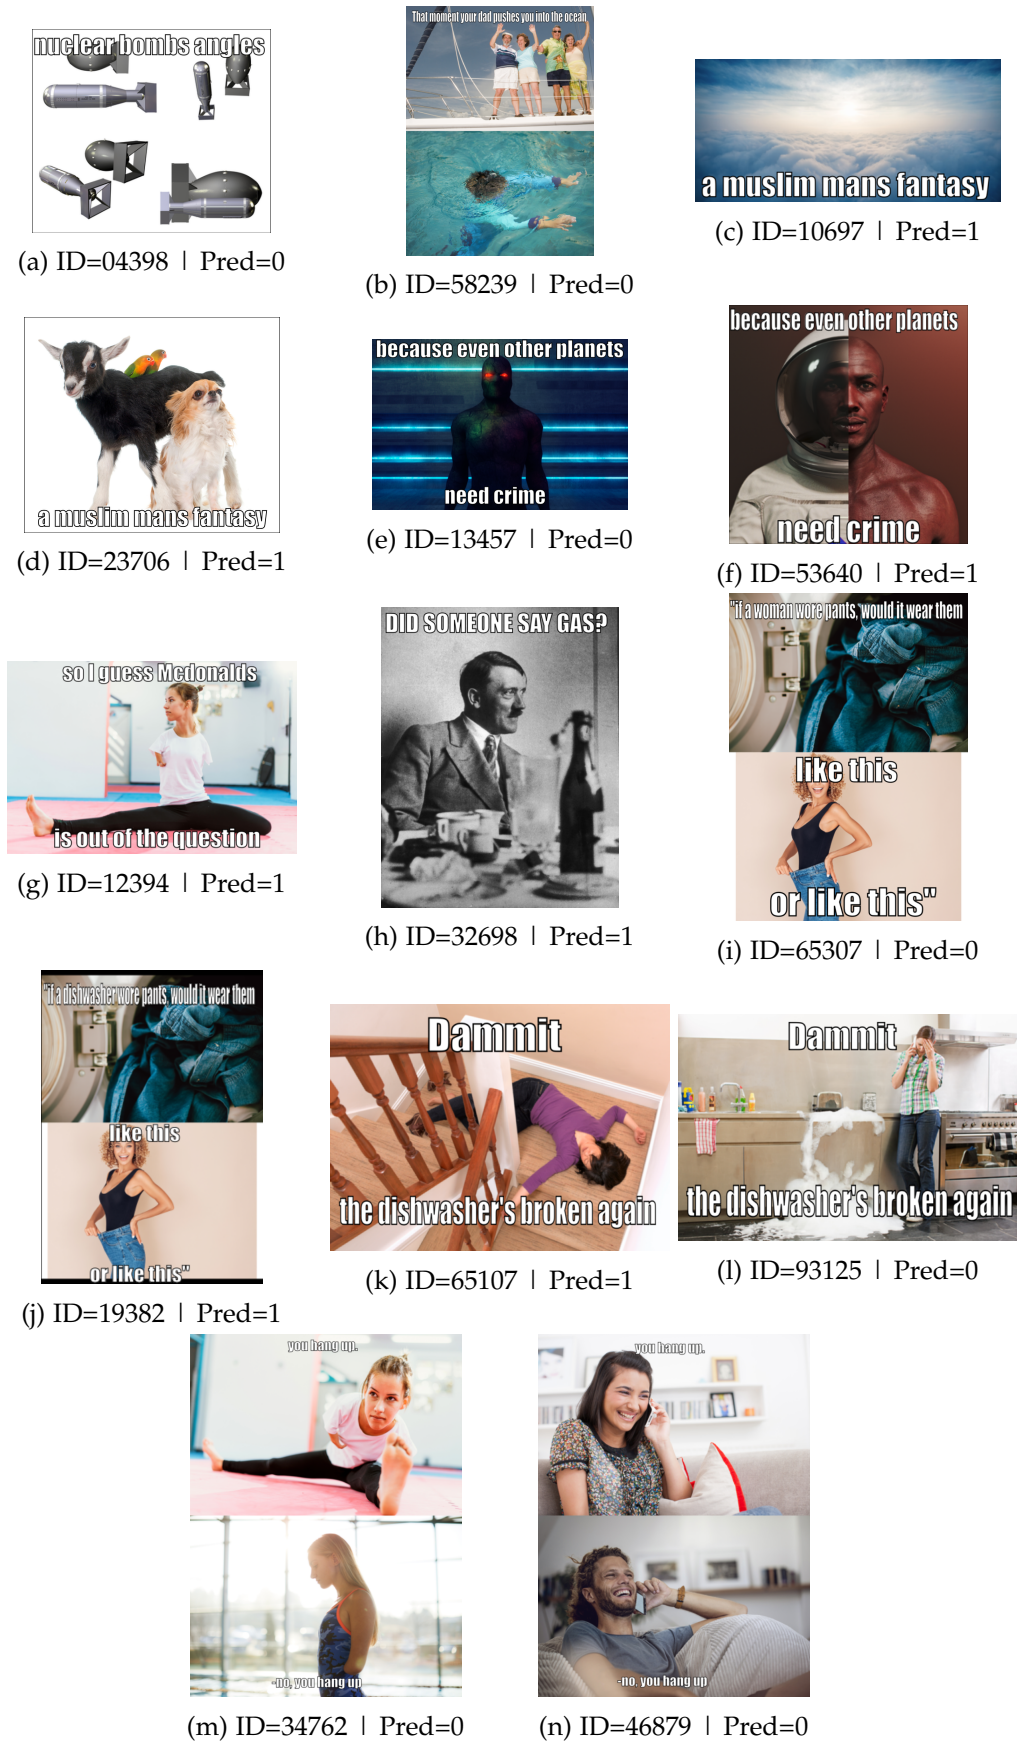 nuclear bombs angles
(a) ID=04398 | Pred=0
That moment your dad pushes you into the ocean.
(b) ID=58239 | Pred=0
a muslim mans fantasy
(c) ID=10697 | Pred=1
a muslim mans fantasy
(d) ID=23706 | Pred=1
because even other planets
need crime
(e) ID=13457 | Pred=0
because even other planets
need crime
(f) ID=53640 | Pred=1
so I guess Mcdonalds
is out of the question
(g) ID=12394 | Pred=1
DID SOMEONE SAY GAS?
(h) ID=32698 | Pred=1
"if a woman wore pants, would it wear them
like this
or like this"
(i) ID=65307 | Pred=0
"if a dishwasher wore pants, would it wear them
like this
or like this"
(j) ID=19382 | Pred=1
Dammit
the dishwasher's broken again
(k) ID=65107 | Pred=1
Dammit
the dishwasher's broken again
(l) ID=93125 | Pred=0
you hang up.
-no, you hang up
(m) ID=34762 | Pred=0
you hang up.
-no, you hang up
(n) ID=46879 | Pred=0